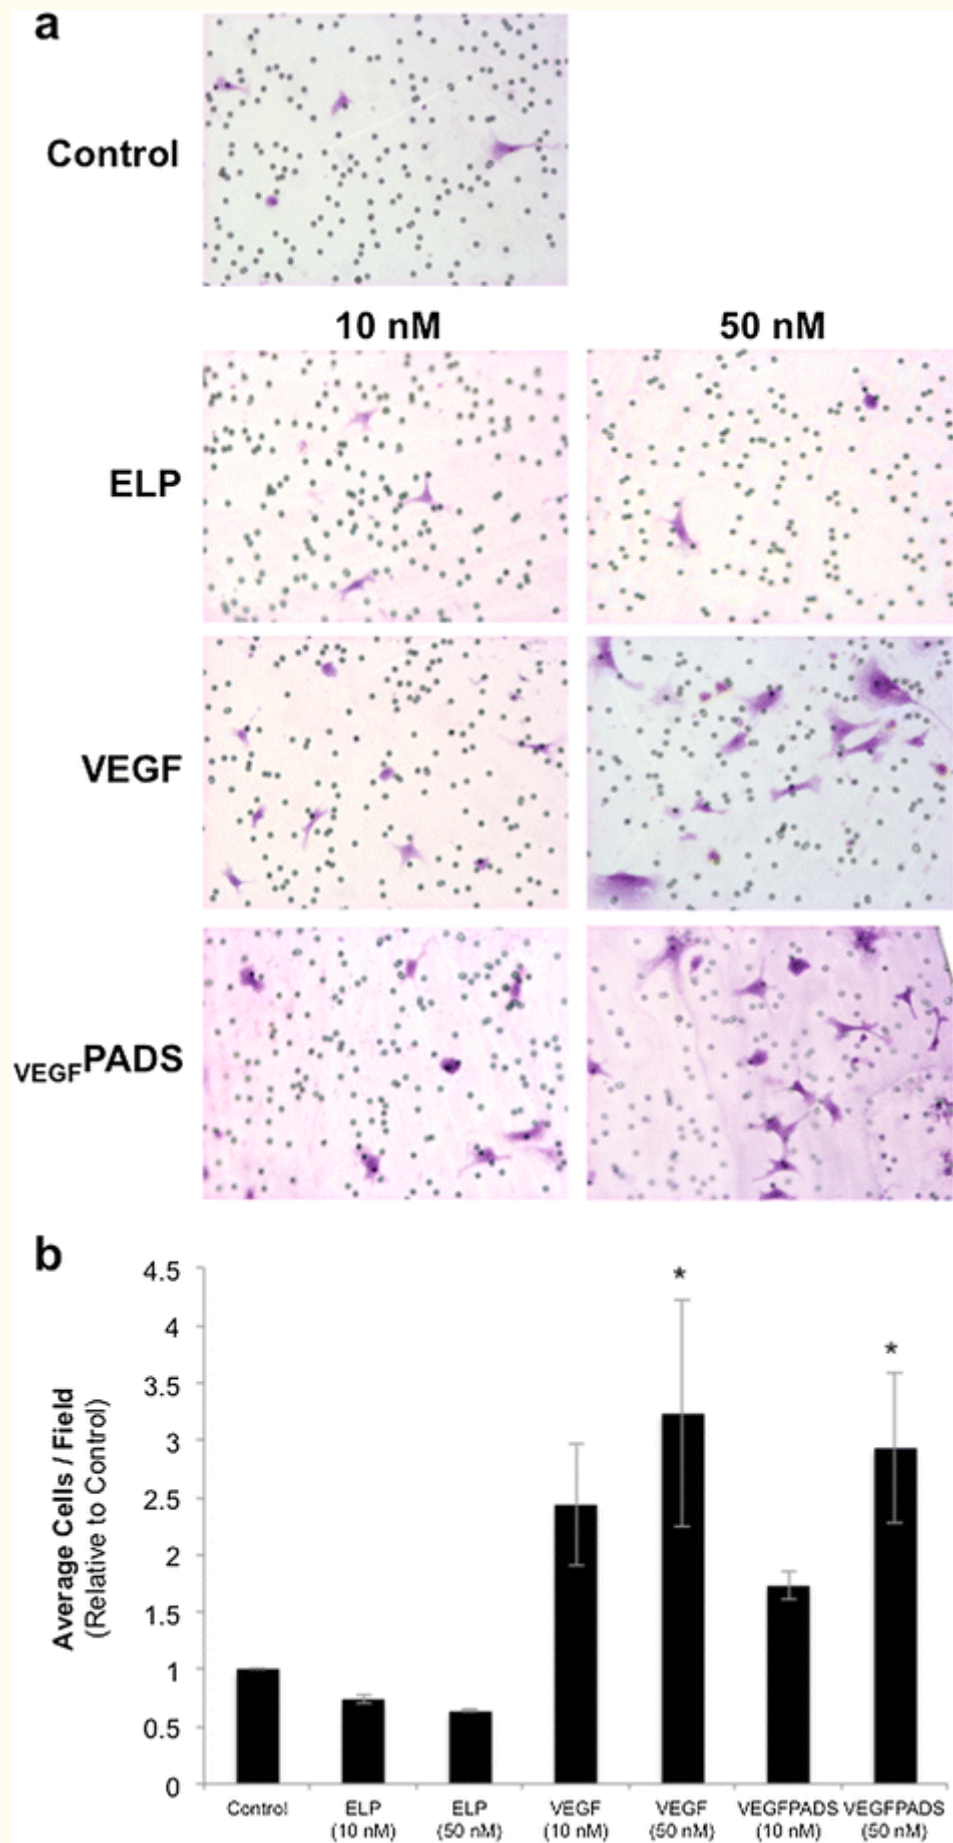 a
Control
10 nM 50 nM
ELP
VEGF
VEGFPADS
b
*
*
4.5
4
3.5
3
2.5
2
1.5
1
0.5
0
Average Cells / Field
(Relative to Control)
Control ELP ELP VEGF VEGF VEGFPADS VEGFPADS
(10 nM) (50 nM) (10 nM) (50 nM) (10 nM) (50 nM)